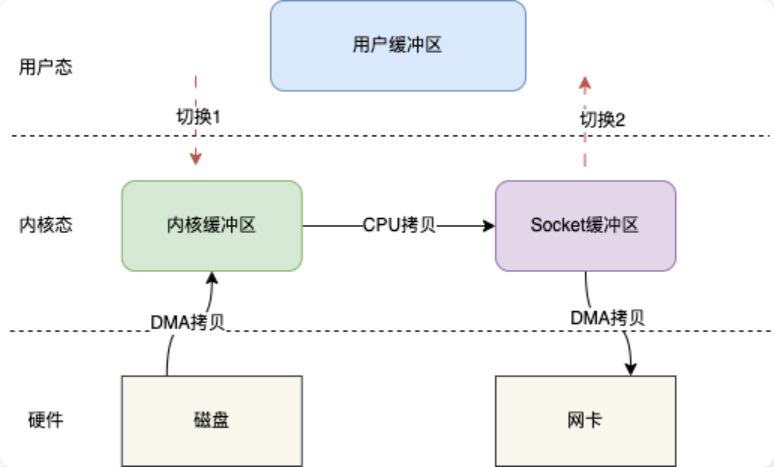 用户缓冲区
用户态
切换1
切换2
内核态
内核缓冲区
CPU拷贝
Socket缓冲区
DMA拷贝
DMA拷贝
硬件
磁盘
网卡